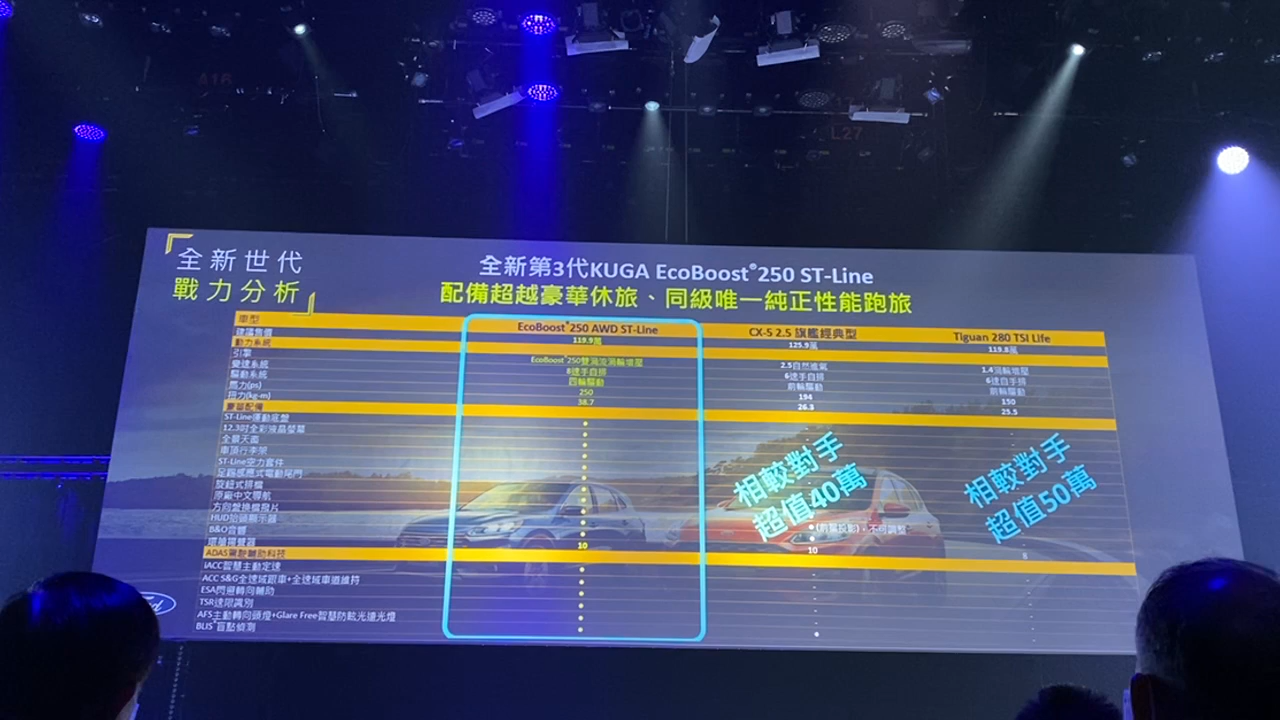 A16
L27
全新世代
戰力分析
全新第3代KUGA EcoBoost®250 ST-Line
配備超越豪華休旅、同級唯一純正性能跑旅
車型 EcoBoost®250 AWD ST-Line CX-5 2.5 旗艦經典型 Tiguan 280 TSI Life
建議售價 119.9萬 125.9萬 119.8萬
動力系統
引擎 EcoBoost®250雙渦流渦輪增壓 2.5自然進氣 1.4渦輪增壓
變速系統 8速手自排 6速手自排 6速自手排
驅動系統 四輪驅動 前輪驅動 前輪驅動
馬力(ps) 250 194 150
扭力(kg-m) 38.7 26.3 25.5
豪華配備
ST-Line運動底盤
12.3吋全彩液晶螢幕
全景天窗
車頂行李架
ST-Line空力套件
足踢感應式電動尾門
旋鈕式排檔
原廠中文導航
方向盤換檔撥片
HUD抬頭顯示器 (前擋投影)，不可調整
B&O音響
環繞揚聲器 10 10 8
ADAS駕駛輔助科技
iACC智慧主動定速
ACC S&G全速域跟車+全速域車道維持
ESA閃避轉向輔助
TSR速限識別
AFS主動轉向頭燈+Glare Free智慧防眩光遠光燈
BLIS®盲點偵測
相較對手
超值40萬
相較對手
超值50萬